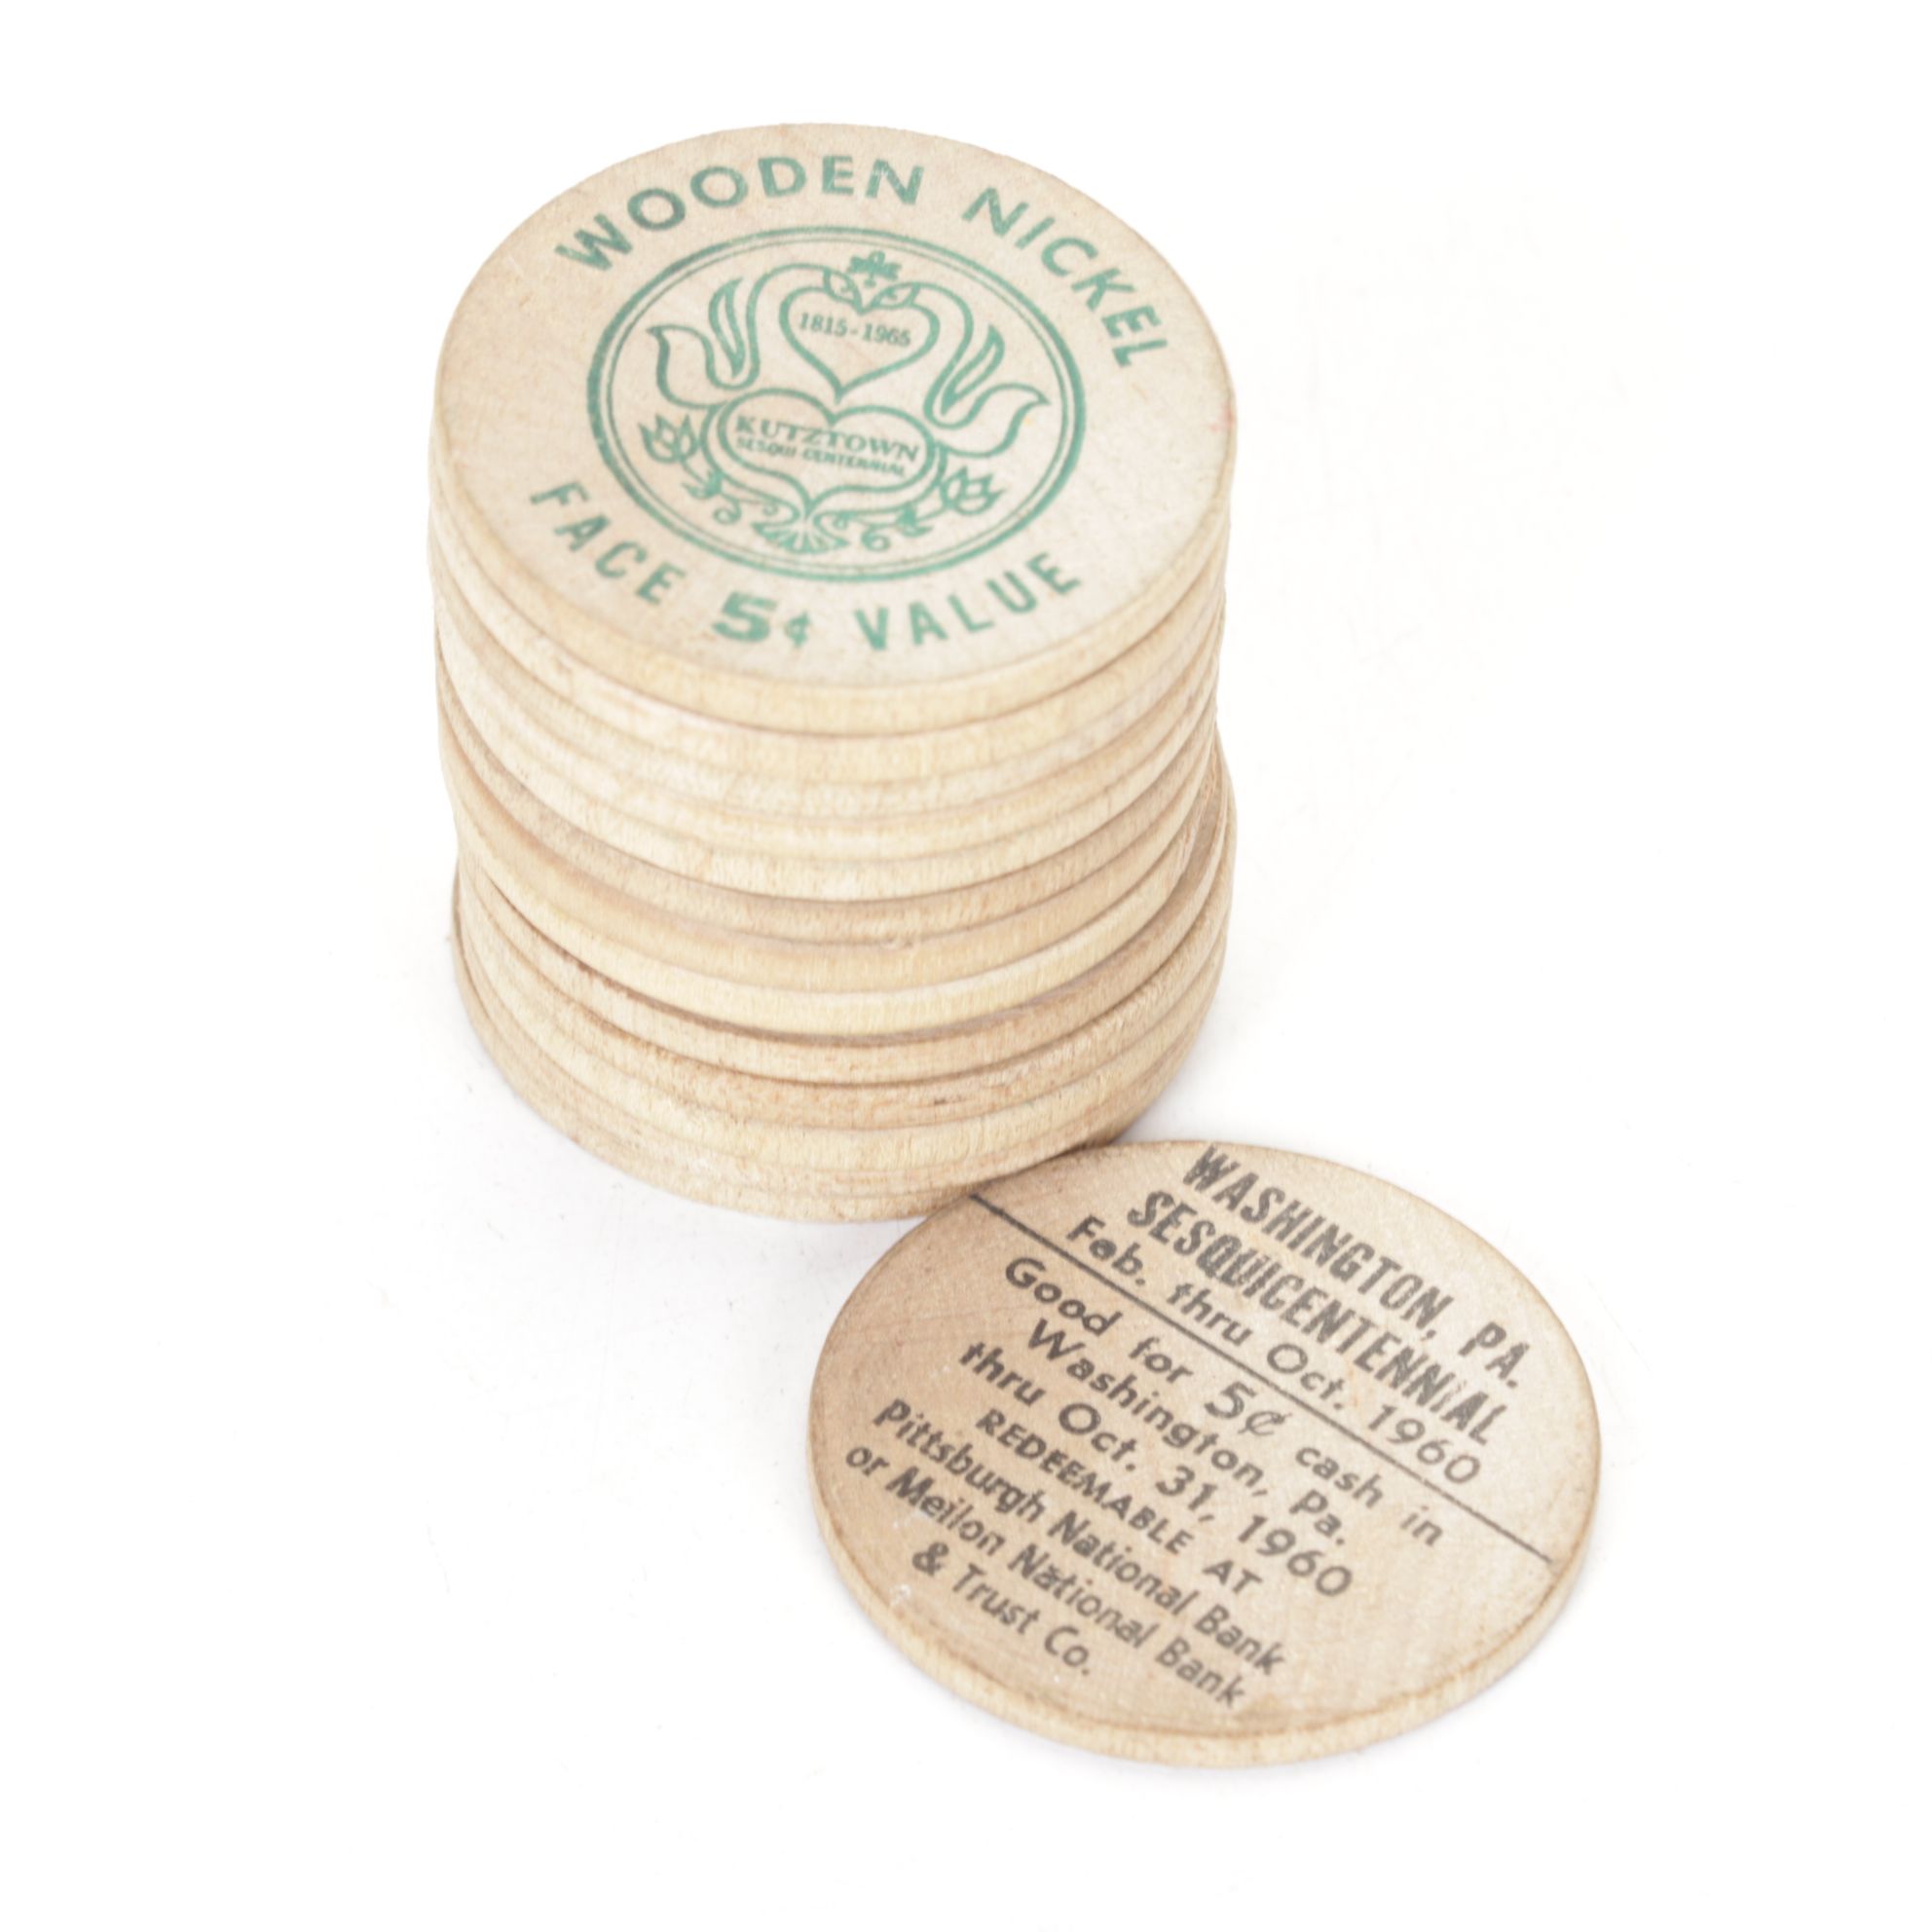 WOODEN NICKEL
1815-1965
KUTZTOWN
SESQUI-CENTENNIAL
FACE 5¢ VALUE
WASHINGTON, PA.
SESQUICENTENNIAL
Feb. thru Oct. 1960
Good for 5¢ cash in
Washington, Pa.
thru Oct. 31, 1960
REDEEMABLE AT
Pittsburgh National Bank
or Mellon National Bank
& Trust Co.